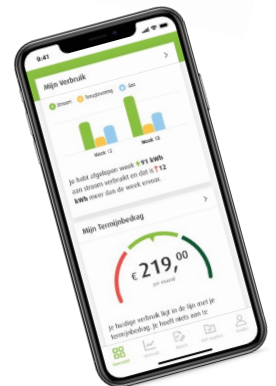 9:41
Mijn Verbruik
Stroom Teruglevering Gas
Week 12 Week 13
Je hebt afgelopen week 91 kWh
aan stroom verbruikt en dat is 12
kWh meer dan de week ervoor.
Mijn Termijnbedrag
€ 219,00
per maand
Je huidige verbruik ligt in de lijn met je
termijnbedrag. Je hoeft niets aan te
Overzicht Verbruik